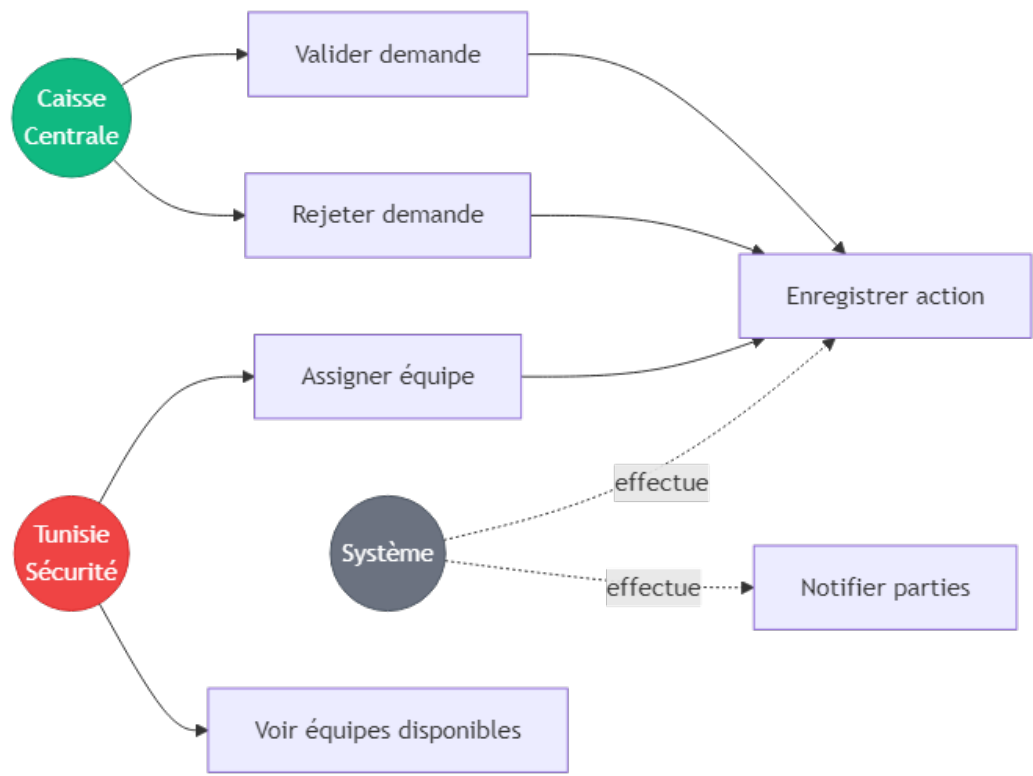 Valider demande
Caisse
Centrale
Rejeter demande
Enregistrer action
Assigner équipe
effectue
Tunisie
Sécurité
Système
effectue
Notifier parties
Voir équipes disponibles